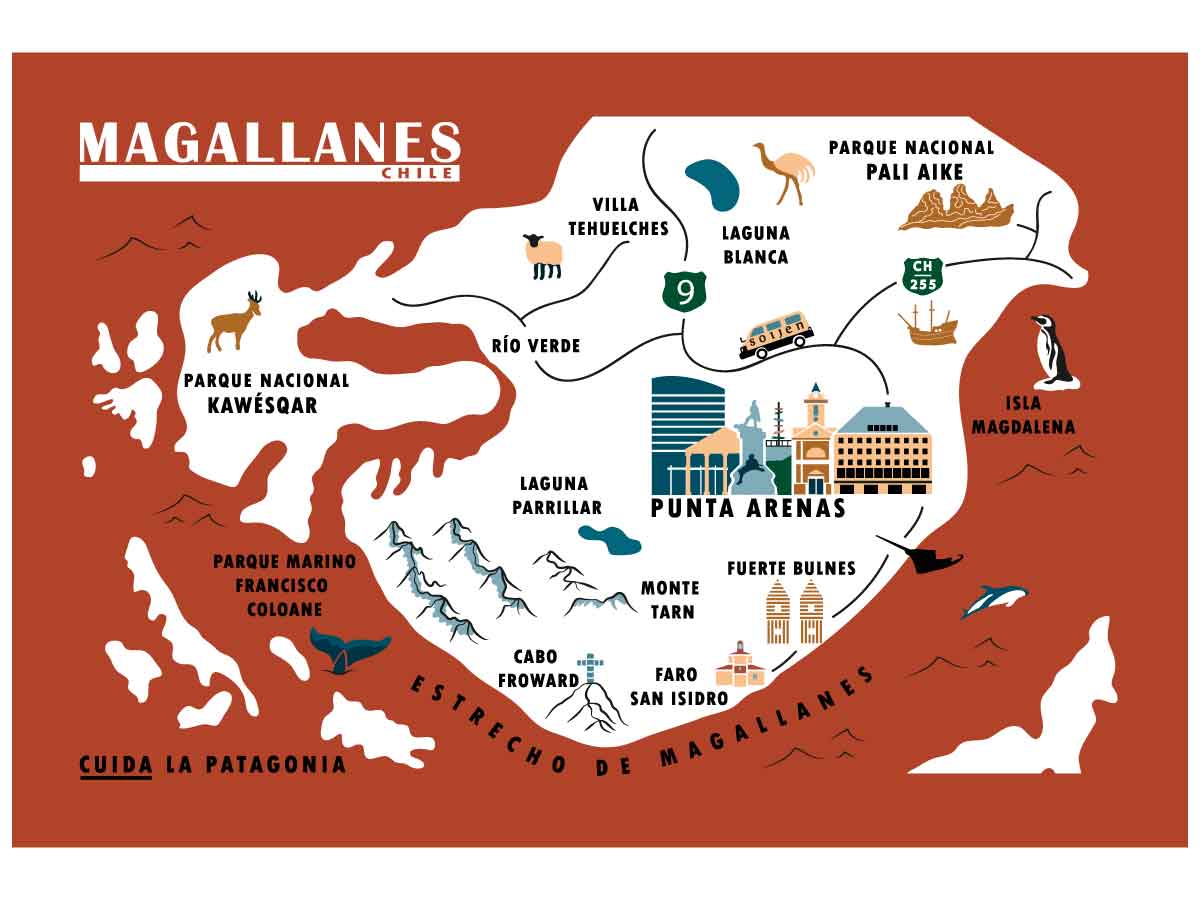 MAGALLANES
CHILE
PARQUE NACIONAL
PALI AIKE
VILLA
TEHUELCHES
LAGUNA
BLANCA
CH
255
9
soijen
RÍO VERDE
PARQUE NACIONAL
KAWÉSQAR
ISLA
MAGDALENA
LAGUNA
PARRILLAR
PUNTA ARENAS
PARQUE MARINO
FRANCISCO
COLOANE
FUERTE BULNES
MONTE
TARN
CABO
FROWARD
FARO
SAN ISIDRO
ESTRECHO DE MAGALLANES
CUIDA LA PATAGONIA